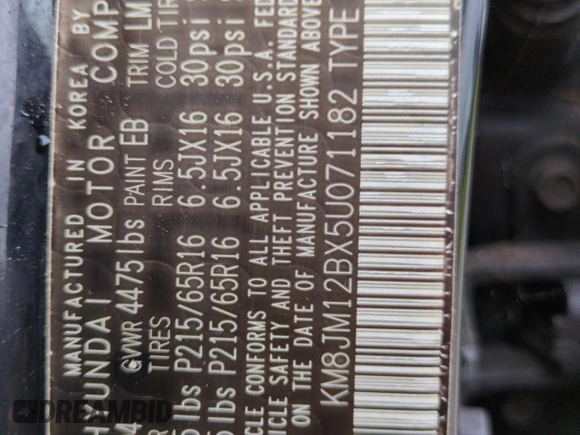 MANUFACTURED IN KOREA BY
HYUNDAI MOTOR COMP
GVWR 4475 lbs PAINT EB TRIM LM
TIRES RIMS COLD TIR
lbs P215/65R16 6.5JX16 30psi
lbs P215/65R16 6.5JX16 30psi
CLE CONFORMS TO ALL APPLICABLE U.S.A. FED
VEHICLE SAFETY AND THEFT PREVENTION STANDARD
ON THE DATE OF MANUFACTURE SHOWN ABOVE
KM8JM12BX5U071182 TYPE
DREAMBID